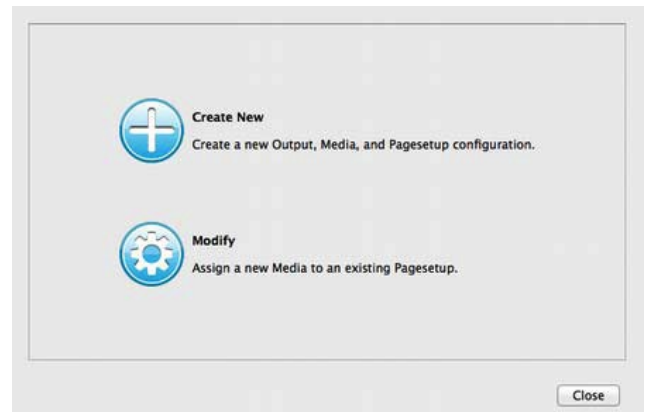 Create New
Create a new Output, Media, and Pagesetup configuration.
Modify
Assign a new Media to an existing Pagesetup.
Close